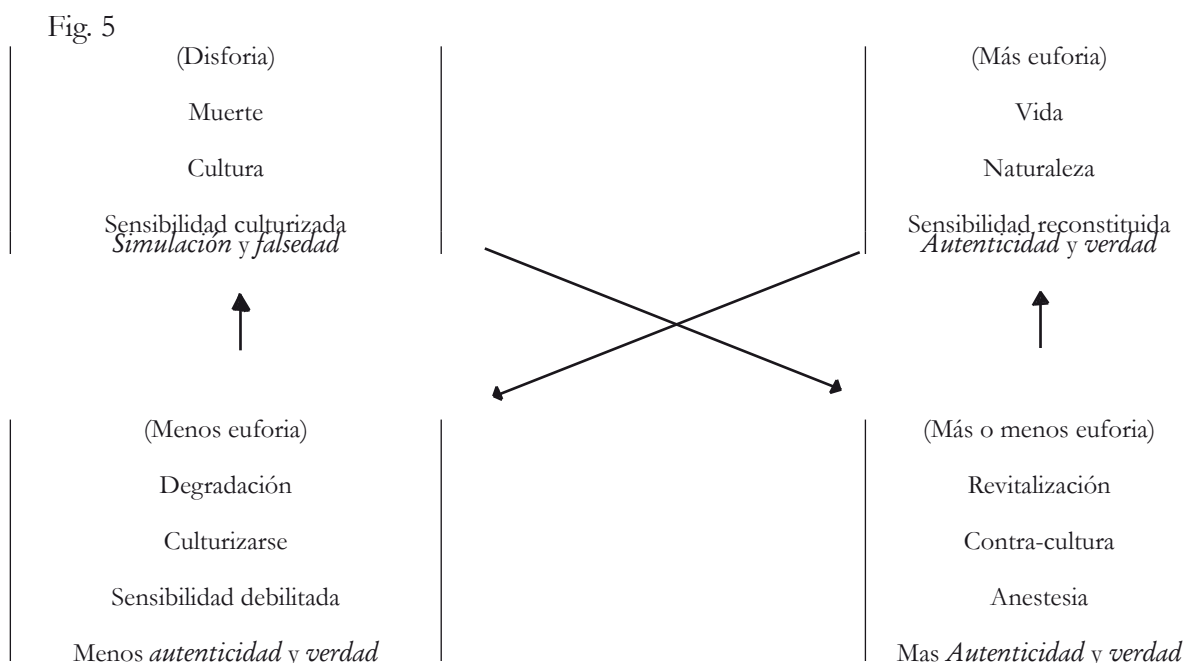 Fig. 5
(Disforia)
Muerte
Cultura
Sensibilidad culturizada
Simulación y falsedad
(Más euforia)
Vida
Naturaleza
Sensibilidad reconstituida
Autenticidad y verdad
(Menos euforia)
Degradación
Culturizarse
Sensibilidad debilitada
Menos autenticidad y verdad
(Más o menos euforia)
Revitalización
Contra-cultura
Anestesia
Mas Autenticidad y verdad